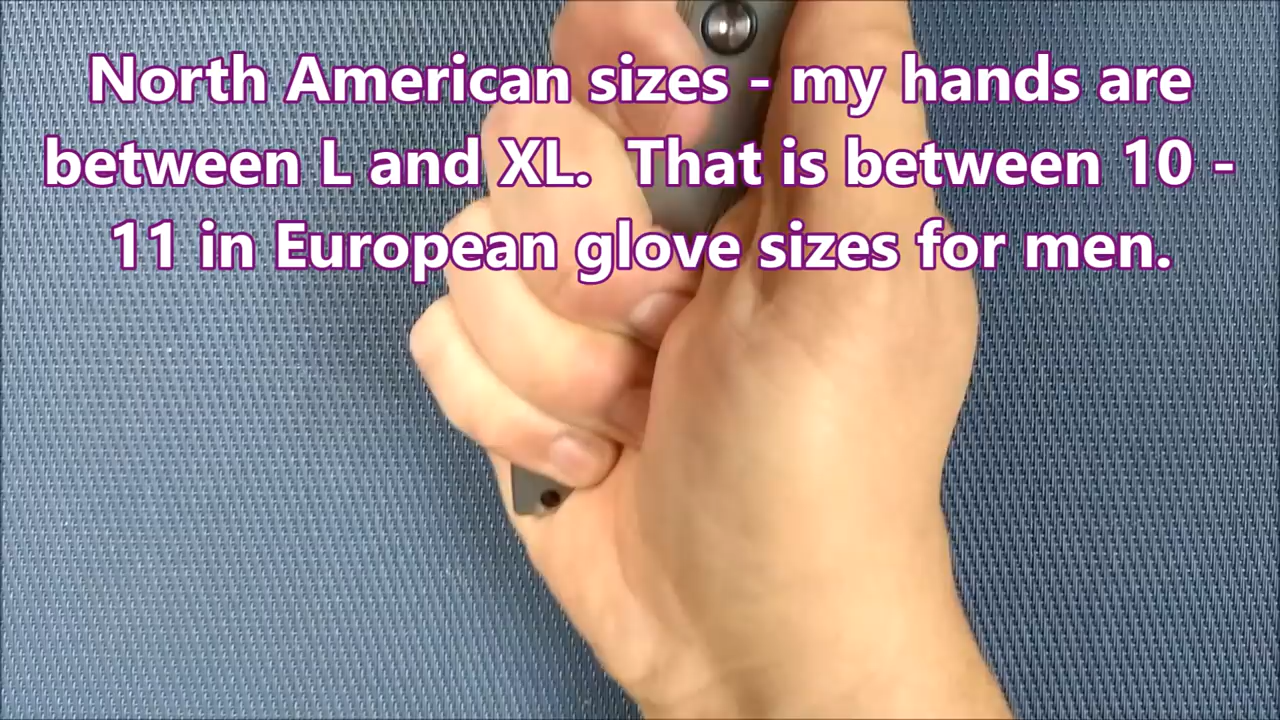 North American sizes - my hands are
between L and XL.  That is between 10 -
11 in European glove sizes for men.